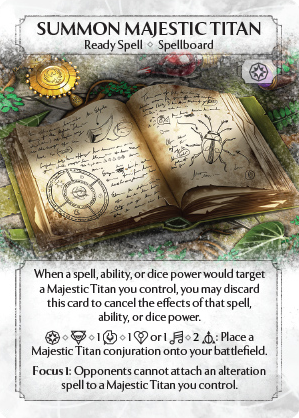 SUMMON MAJESTIC TITAN
Ready Spell ⬦ Spellboard
When a spell, ability, or dice power would target
a Majestic Titan you control, you may discard
this card to cancel the effects of that spell,
ability, or dice power.
⬦ 1 ⬦ 1 or 1 ⬦ 2 : Place a
Majestic Titan conjuration onto your battlefield.
Focus 1: Opponents cannot attach an alteration
spell to a Majestic Titan you control.